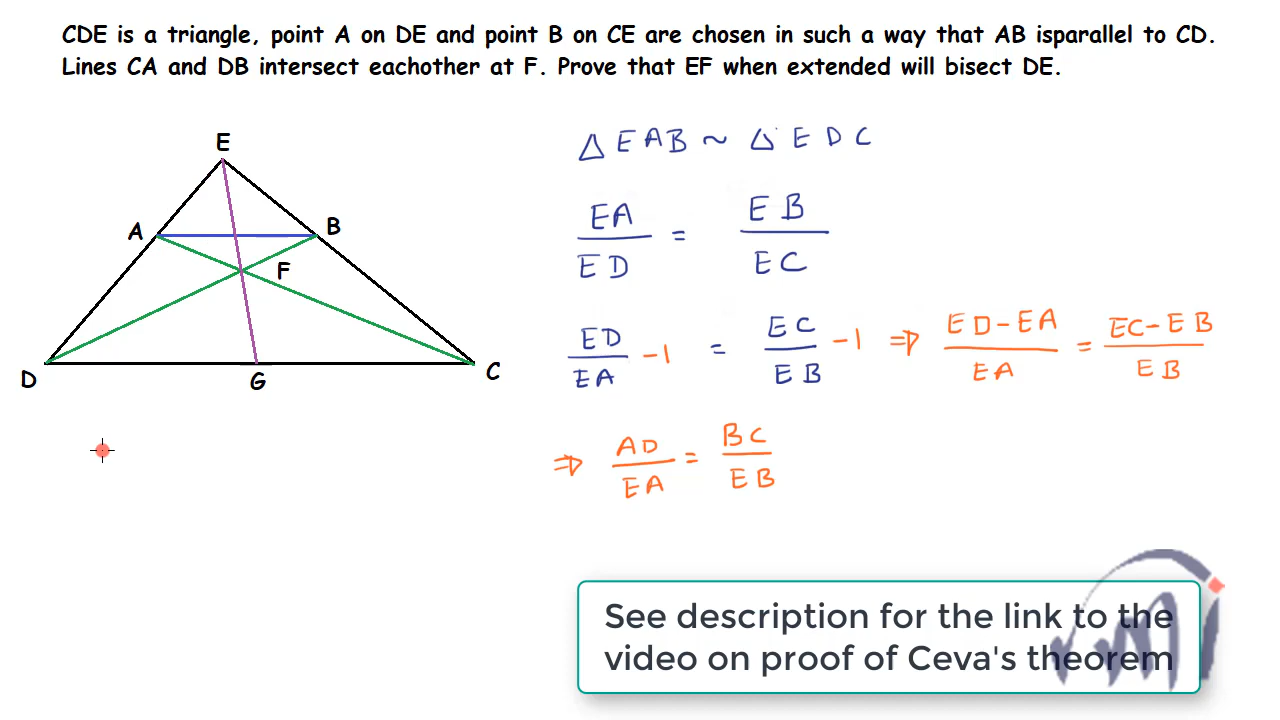 CDE is a triangle, point A on DE and point B on CE are chosen in such a way that AB isparallel to CD.
Lines CA and DB intersect eachother at F. Prove that EF when extended will bisect DE.
E
A
B
F
D
G
C
△ EAB ~ △ EDC
EA/ED = EB/EC
ED/EA -1 = EC/EB -1 ⇒ ED-EA/EA = EC-EB/EB
⇒ AD/EA = BC/EB
See description for the link to the
video on proof of Ceva's theorem
rmi